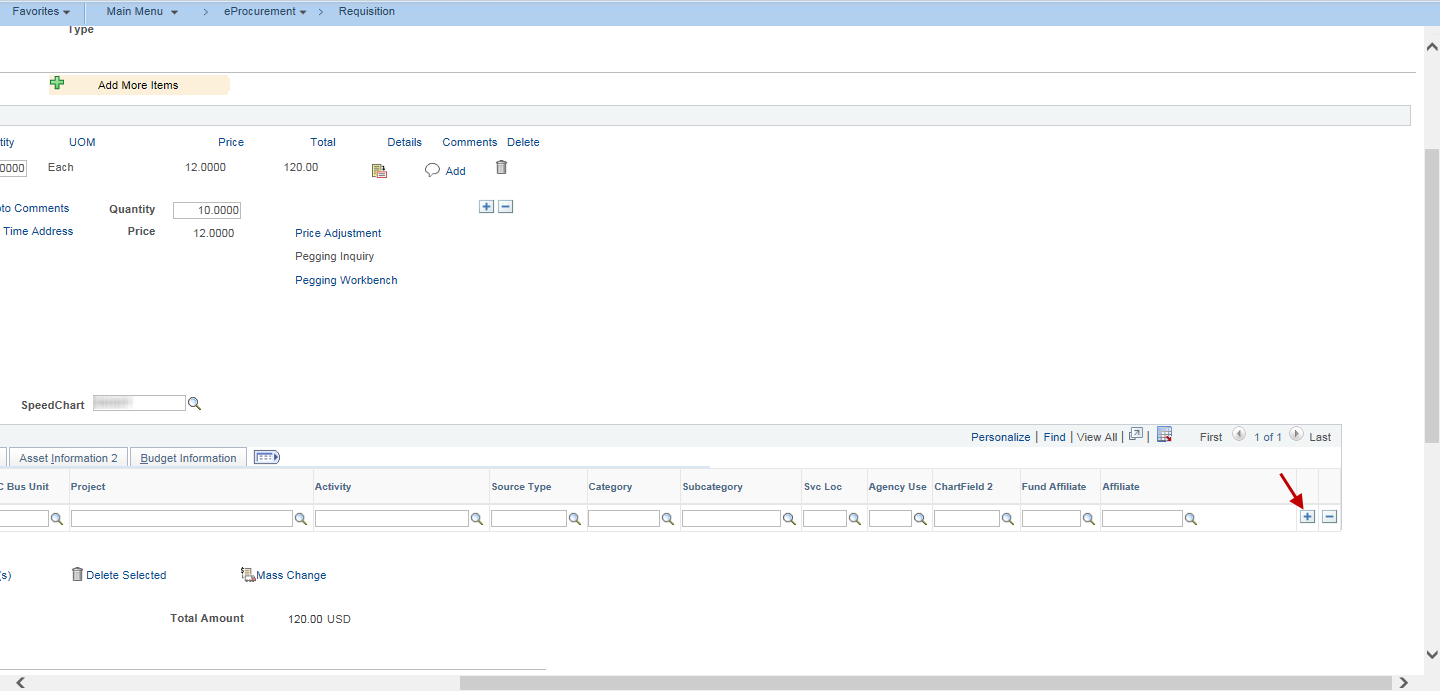 Favorites Main Menu > eProcurement > Requisition
Type
Add More Items
tity UOM Price Total Details Comments Delete
0000 Each 12.0000 120.00 Add
oto Comments Quantity 10.0000
Time Address Price 12.0000 Price Adjustment
Pegging Inquiry
Pegging Workbench
SpeedChart
Personalize | Find | View All | | First 1 of 1 Last
Asset Information 2 Budget Information
C Bus Unit Project Activity Source Type Category Subcategory Svc Loc Agency Use ChartField 2 Fund Affiliate Affiliate
(s) Delete Selected Mass Change
Total Amount 120.00 USD